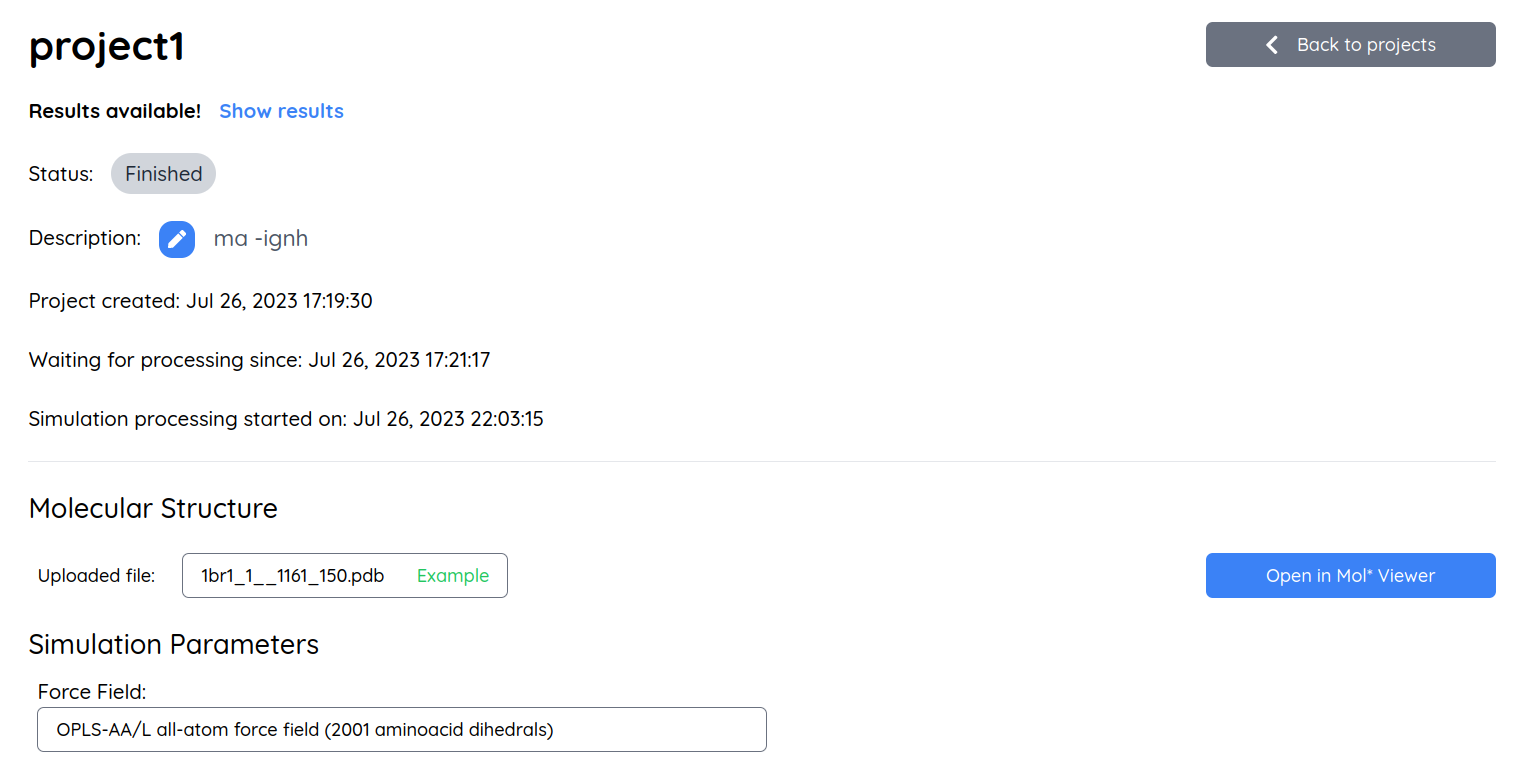 project1
Back to projects
Results available! Show results
Status: Finished
Description: ma -ignh
Project created: Jul 26, 2023 17:19:30
Waiting for processing since: Jul 26, 2023 17:21:17
Simulation processing started on: Jul 26, 2023 22:03:15
Molecular Structure
Uploaded file: 1br1_1__1161_150.pdb Example
Open in Mol* Viewer
Simulation Parameters
Force Field:
OPLS-AA/L all-atom force field (2001 aminoacid dihedrals)